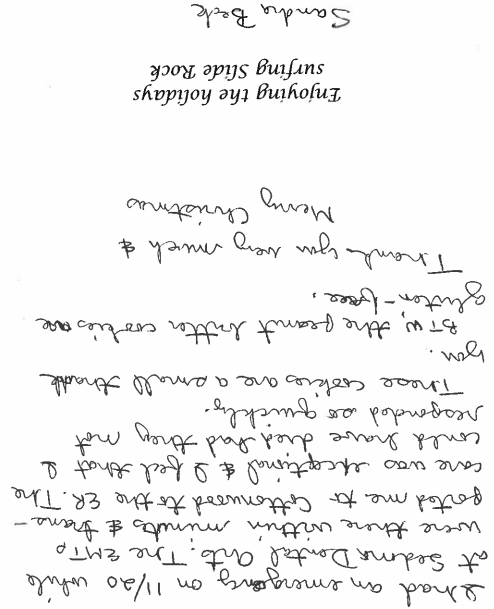 I had an emergency on 11/20 while
at Sedona Dental Arts. The EMTs
were there within minutes & trans-
ported me to Cottonwood to the ER. The
care was exceptional & I feel that I
could have died had they not
responded so quickly.
These cookies are a small thank
you.
BTW, the peanut butter cookies are
gluten-free.
Thank you very much &
Merry Christmas
Enjoying the holidays
surfing Slide Rock
Sandra Beck